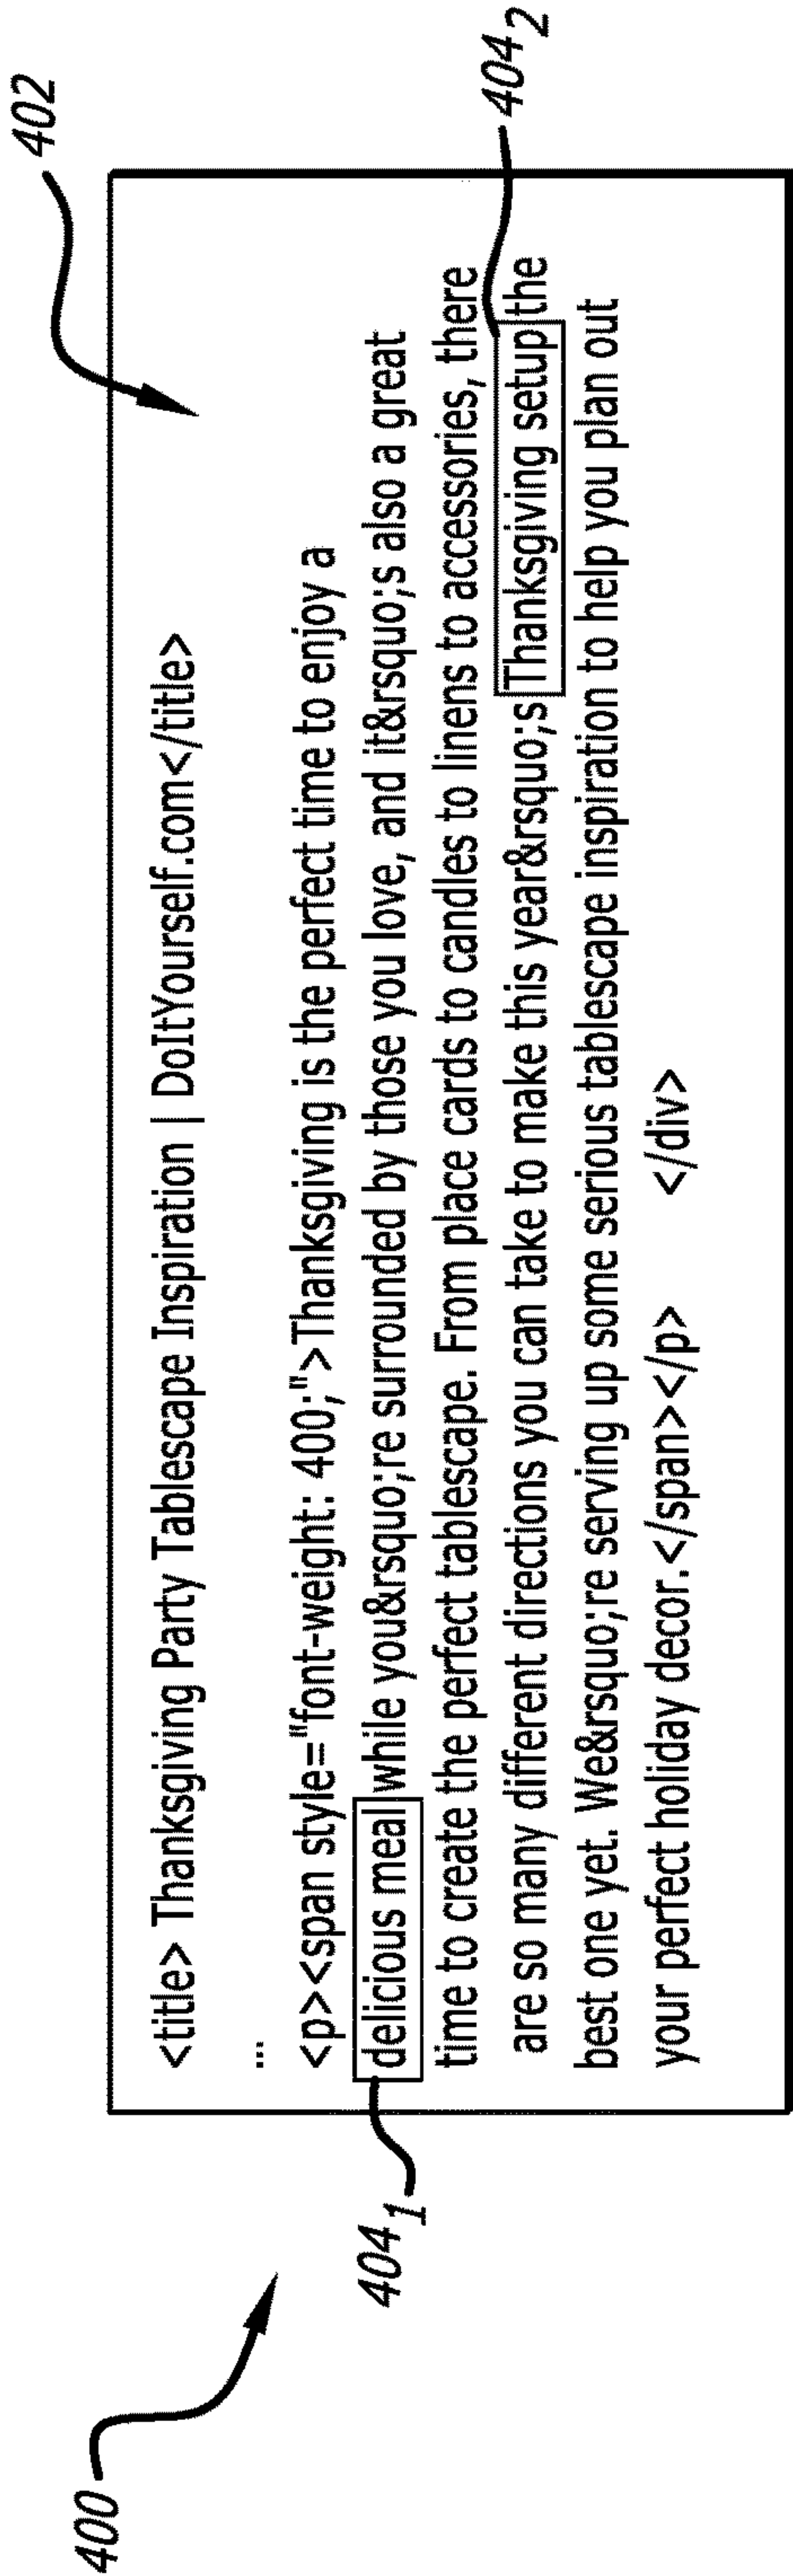 402
<title> Thanksgiving Party Tablescape Inspiration | DoItYourself.com</title>
...
<p><span style="font-weight: 400;">Thanksgiving is the perfect time to enjoy a
delicious meal while you&rsquo;re surrounded by those you love, and it&rsquo;s also a great
time to create the perfect tablescape. From place cards to candles to linens to accessories, there
are so many different directions you can take to make this year&rsquo;s Thanksgiving setup the
best one yet. We&rsquo;re serving up some serious tablescape inspiration to help you plan out
your perfect holiday decor.</span></p> </div>
400
404₁
404₂